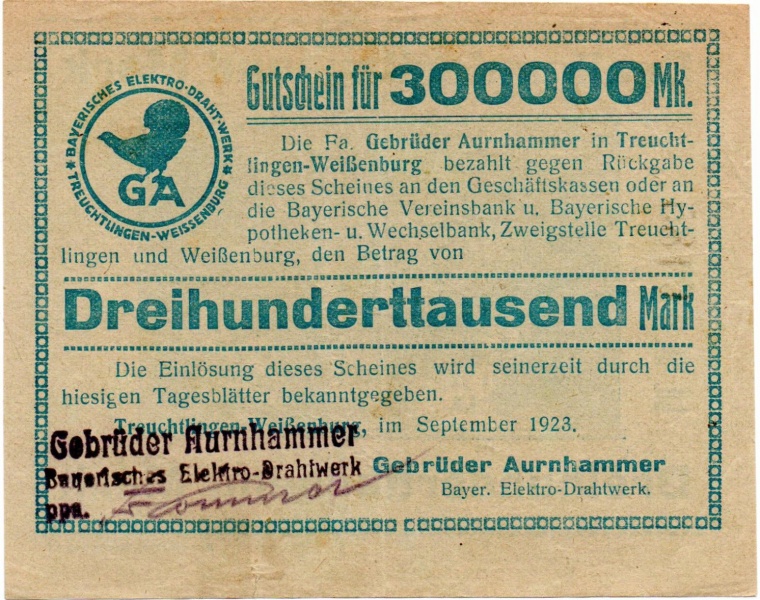 BAYERISCHES ELEKTRO-DRAHT-WERK
TREUCHTLINGEN-WEISSENBURG
GA
Gutschein für 300000 Mk.
Die Fa. Gebrüder Aurnhammer in Treucht-
lingen-Weißenburg bezahlt gegen Rückgabe
dieses Scheines an den Geschäftskassen oder an
die Bayerische Vereinsbank u. Bayerische Hy-
potheken- u. Wechselbank, Zweigstelle Treucht-
lingen und Weißenburg, den Betrag von
Dreihunderttausend Mark
Die Einlösung dieses Scheines wird seinerzeit durch die
hiesigen Tagesblätter bekanntgegeben.
Treuchtlingen-Weißenburg, im September 1923.
Gebrüder Aurnhammer
Bayerisches Elektro-Drahtwerk
ppa.
Gebrüder Aurnhammer
Bayer. Elektro-Drahtwerk.